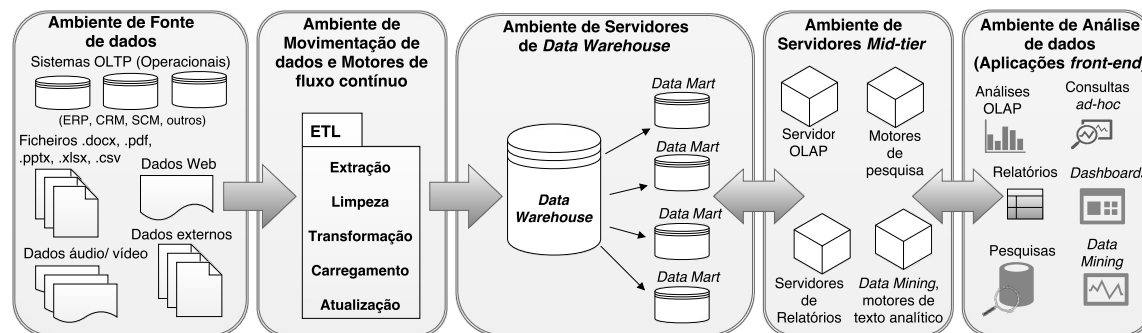 Ambiente de Fonte
de dados
Sistemas OLTP (Operacionais)
(ERP, CRM, SCM, outros)
Ficheiros .docx, .pdf,
.pptx, .xlsx, .csv
Dados Web
Dados externos
Dados áudio/ vídeo
Ambiente de
Movimentação de
dados e Motores de
fluxo contínuo
ETL
Extração
Limpeza
Transformação
Carregamento
Atualização
Ambiente de Servidores
de Data Warehouse
Data
Warehouse
Data Mart
Data Mart
Data Mart
Data Mart
Ambiente de
Servidores Mid-tier
Servidor
OLAP
Motores
de
pesquisa
Servidores
de
Relatórios
Data Mining,
motores de
texto analítico
Ambiente de Análise
de dados
(Aplicações front-end)
Análises
OLAP
Consultas
ad-hoc
Relatórios
Dashboards
Pesquisas
Data
Mining